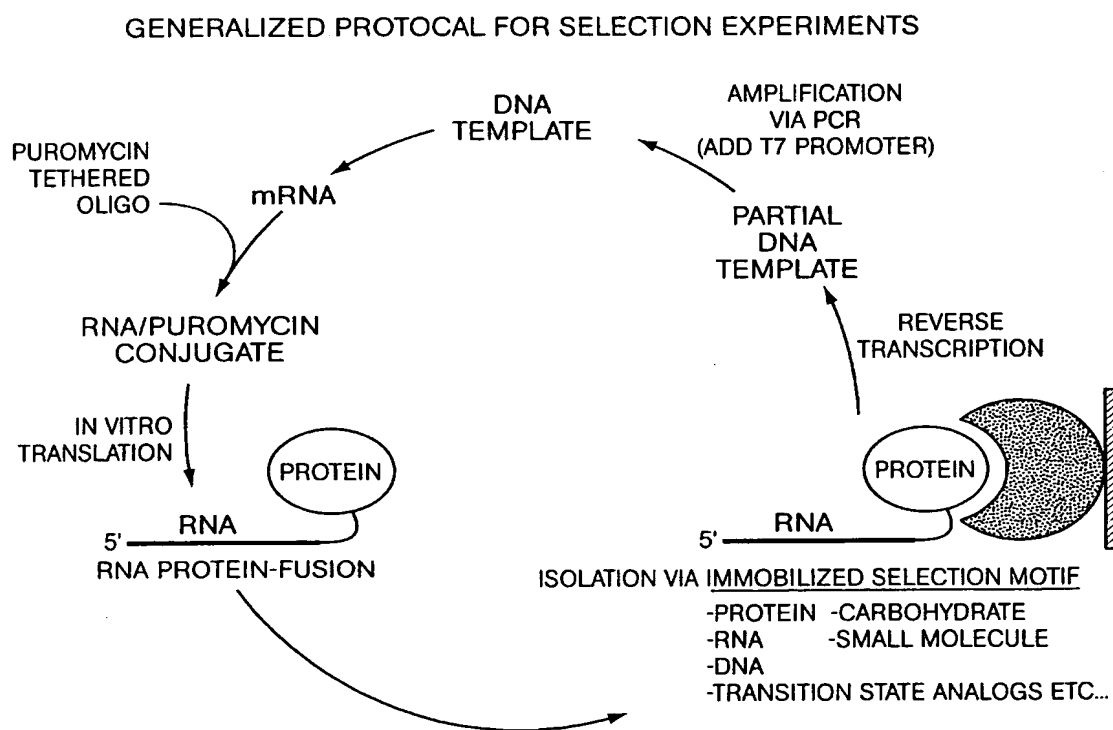 GENERALIZED PROTOCAL FOR SELECTION EXPERIMENTS
DNA
TEMPLATE
AMPLIFICATION
VIA PCR
(ADD T7 PROMOTER)
PUROMYCIN
TETHERED
OLIGO
mRNA
PARTIAL
DNA
TEMPLATE
RNA/PUROMYCIN
CONJUGATE
REVERSE
TRANSCRIPTION
IN VITRO
TRANSLATION
PROTEIN
RNA
5'
RNA PROTEIN-FUSION
PROTEIN
RNA
5'
ISOLATION VIA IMMOBILIZED SELECTION MOTIF
-PROTEIN -CARBOHYDRATE
-RNA -SMALL MOLECULE
-DNA
-TRANSITION STATE ANALOGS ETC...